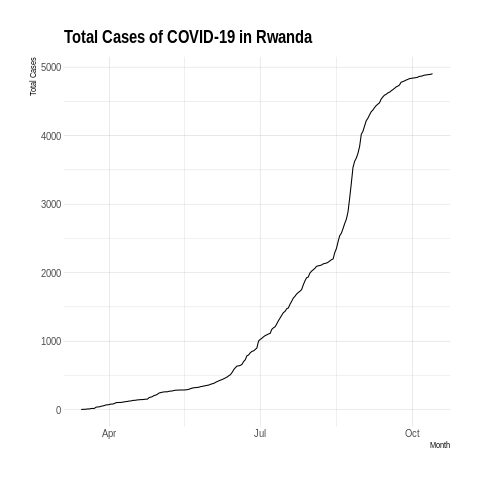 Total Cases of COVID-19 in Rwanda
Total Cases
5000
4000
3000
2000
1000
0
Apr
Jul
Oct
Month